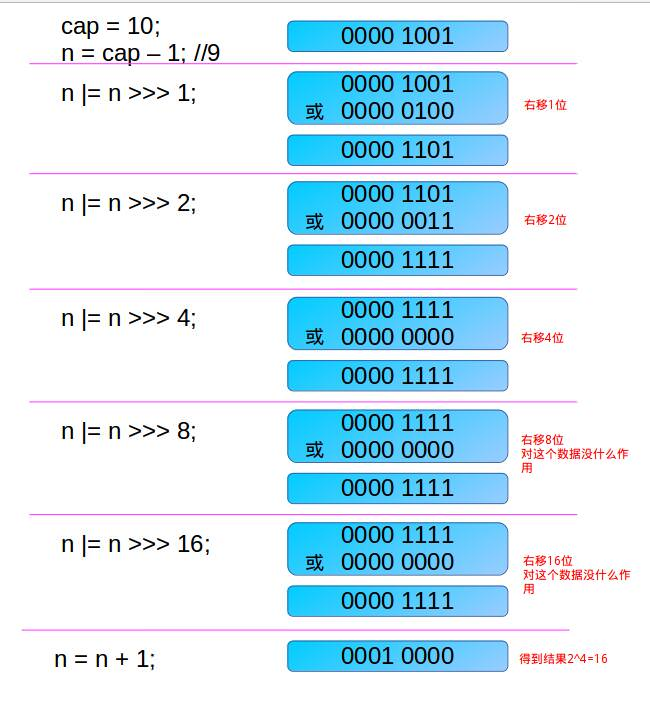 cap = 10;
n = cap – 1; //9
0000 1001
n |= n >>> 1;
0000 1001
或 0000 0100
右移1位
0000 1101
n |= n >>> 2;
0000 1101
或 0000 0011
右移2位
0000 1111
n |= n >>> 4;
0000 1111
或 0000 0000
右移4位
0000 1111
n |= n >>> 8;
0000 1111
或 0000 0000
右移8位
对这个数据没什么作
用
0000 1111
n |= n >>> 16;
0000 1111
或 0000 0000
右移16位
对这个数据没什么作
用
0000 1111
n = n + 1;
0001 0000
得到结果2^4=16